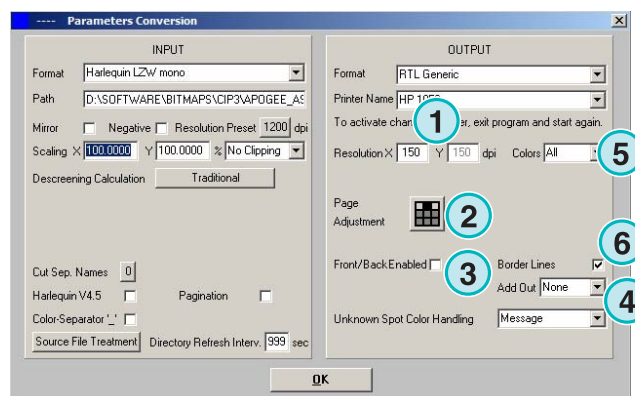 ---- Parameters Conversion
INPUT
Format Harlequin LZW mono
Path D:\SOFTWARE\BITMAPS\CIP3\APOGEE_AS
Mirror Negative Resolution Preset 1200 dpi
Scaling X 100.0000 Y 100.0000 % No Clipping
Descreening Calculation Traditional
Cut Sep. Names 0
Harlequin V4.5 Pagination
Color-Separator '_'
Source File Treatment Directory Refresh Interv. 999 sec
OUTPUT
Format RTL Generic
Printer Name HP
1
To activate exit program and start again.
Resolution X 150 Y 150 dpi Colors All
5
Page
Adjustment
2
6
Front/Back Enabled
3
Border Lines
Add Out None
4
Unknown Spot Color Handling Message
OK